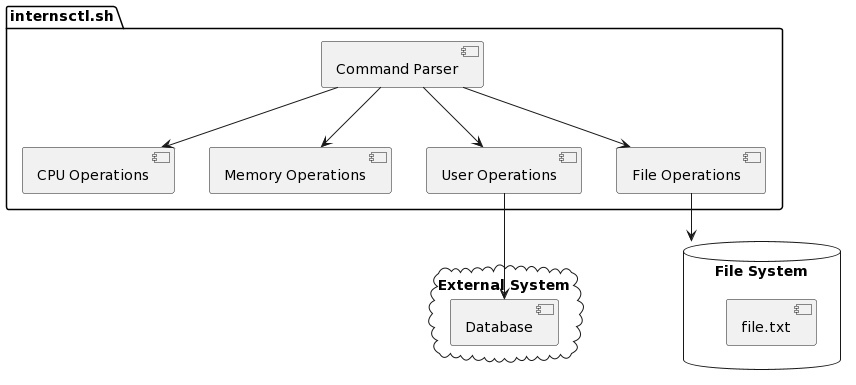 internsctl.sh
Command Parser
CPU Operations
Memory Operations
User Operations
File Operations
External System
File System
Database
file.txt